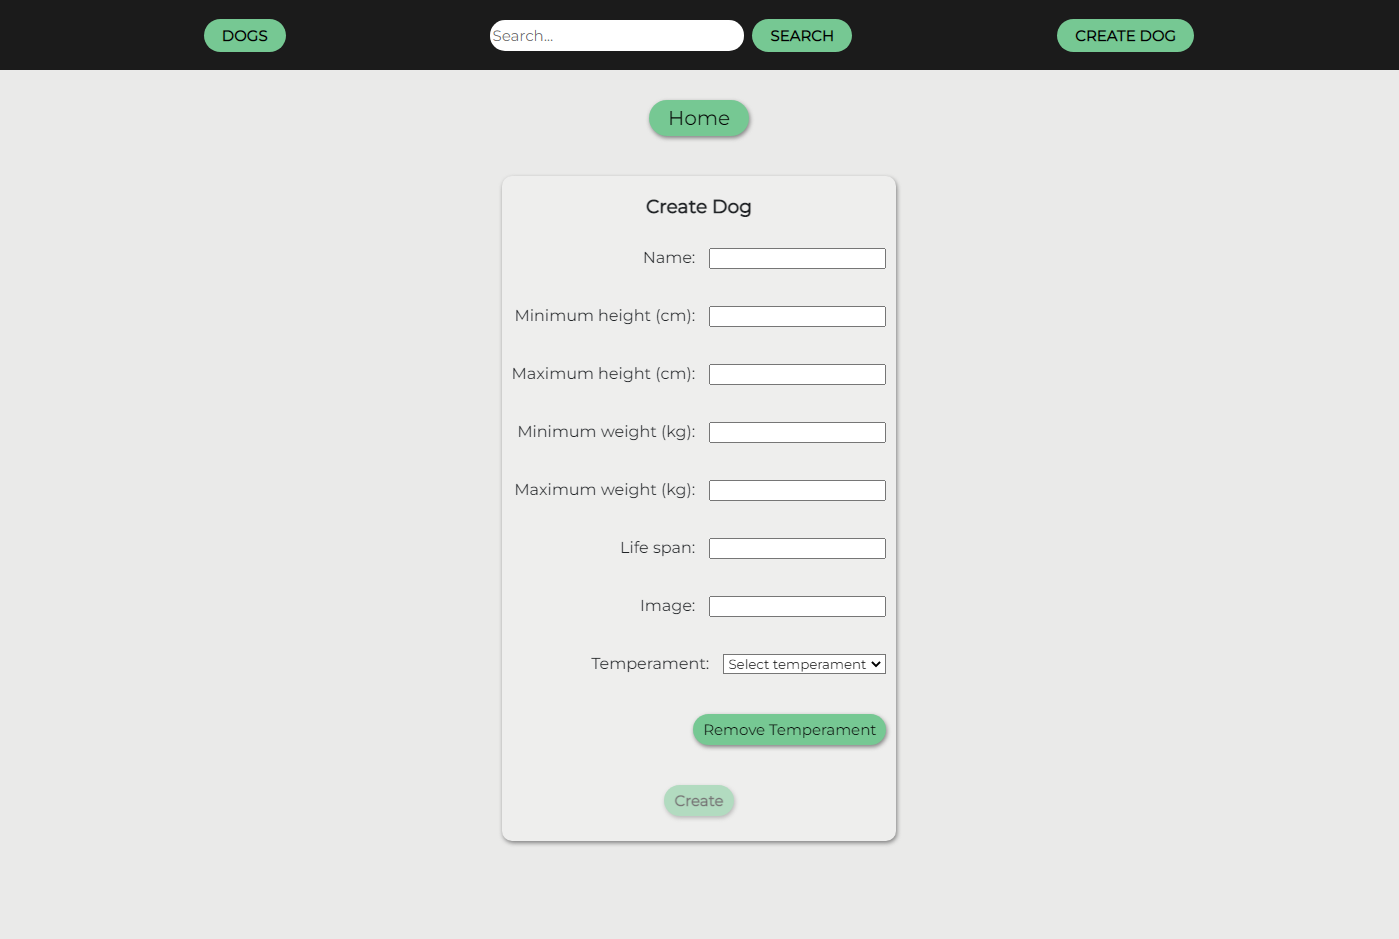 DOGS
Search...
SEARCH
CREATE DOG
Home
Create Dog
Name:
Minimum height (cm):
Maximum height (cm):
Minimum weight (kg):
Maximum weight (kg):
Life span:
Image:
Temperament: Select temperament
Remove Temperament
Create